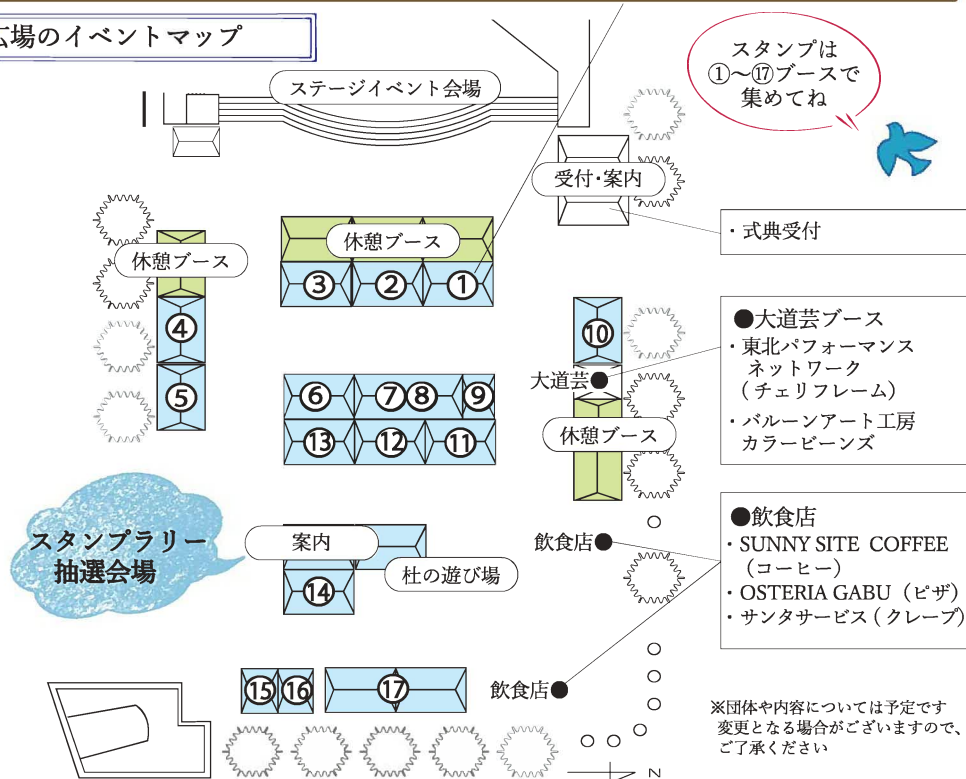 広場のイベントマップ
スタンプは
①～⑰ブースで
集めてね
ステージイベント会場
受付・案内
・式典受付
休憩ブース
休憩ブース
③ ② ①
④
⑤
⑩
大道芸●
●大道芸ブース
・東北パフォーマンス
ネットワーク
（チェリフレーム）
・バルーンアート工房
カラービーンズ
⑥ ⑦⑧ ⑨
⑬ ⑫ ⑪
休憩ブース
スタンプラリー
抽選会場
案内
杜の遊び場
⑭
飲食店●
●飲食店
・SUNNY SITE COFFEE
（コーヒー）
・OSTERIA GABU（ピザ）
・サンタサービス（クレープ）
⑮ ⑯ ⑰
飲食店●
※団体や内容については予定です
変更となる場合がございますので、
ご了承ください
Z